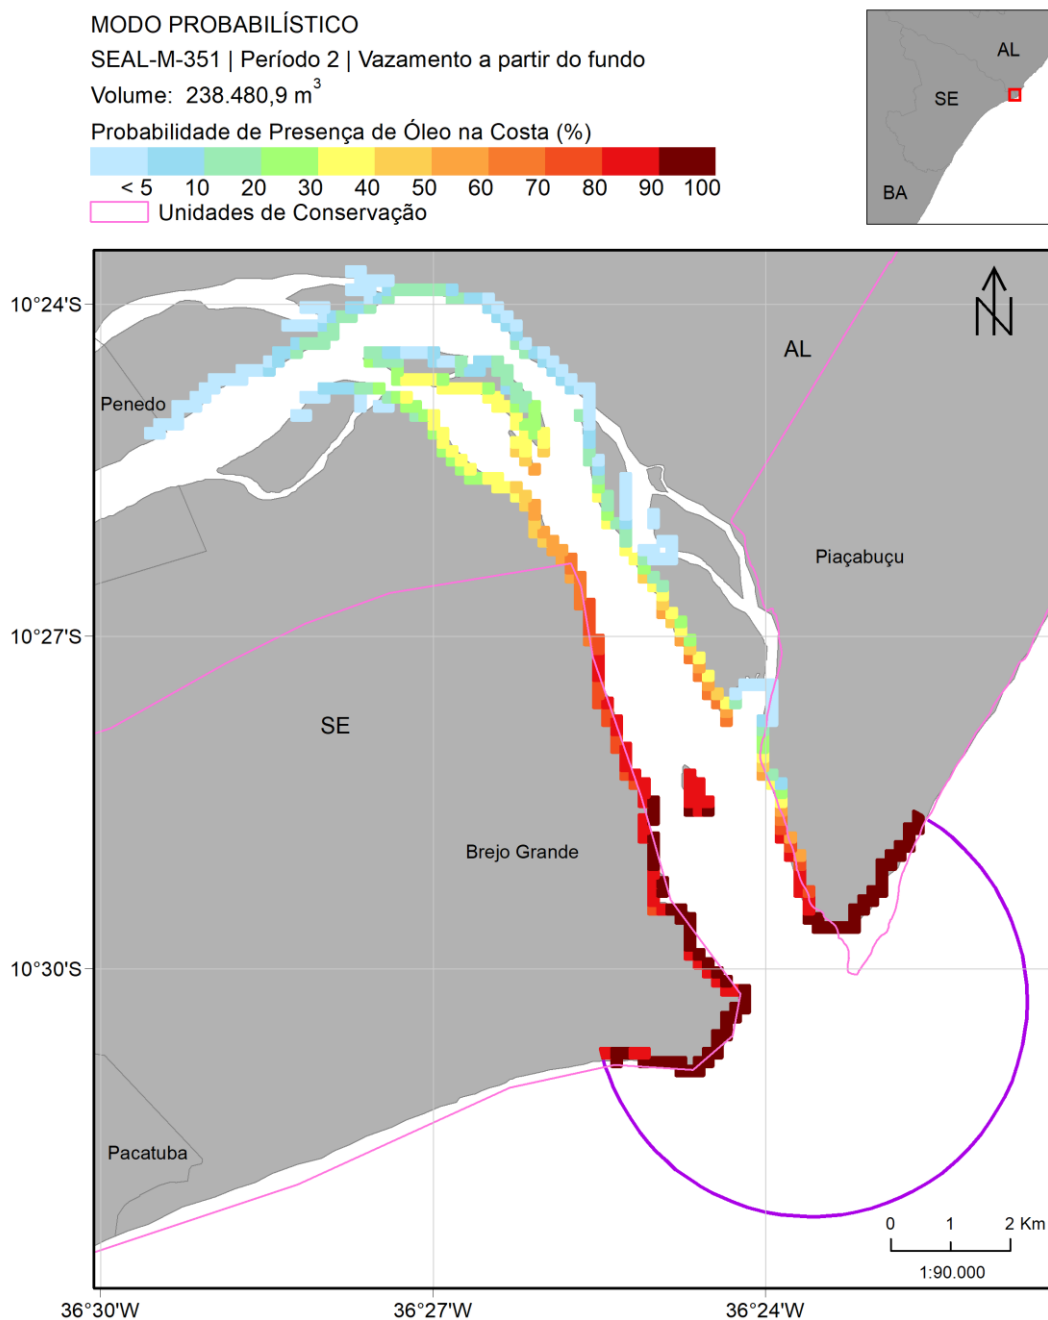 MODO PROBABILÍSTICO
SEAL-M-351 | Período 2 | Vazamento a partir do fundo
Volume: 238.480,9 m³
Probabilidade de Presença de Óleo na Costa (%)
< 5 10 20 30 40 50 60 70 80 90 100
Unidades de Conservação
AL
SE
BA
10°24'S
N
AL
Penedo
Piaçabuçu
10°27'S
SE
Brejo Grande
10°30'S
Pacatuba
0 1 2 Km
1:90.000
36°30'W 36°27'W 36°24'W